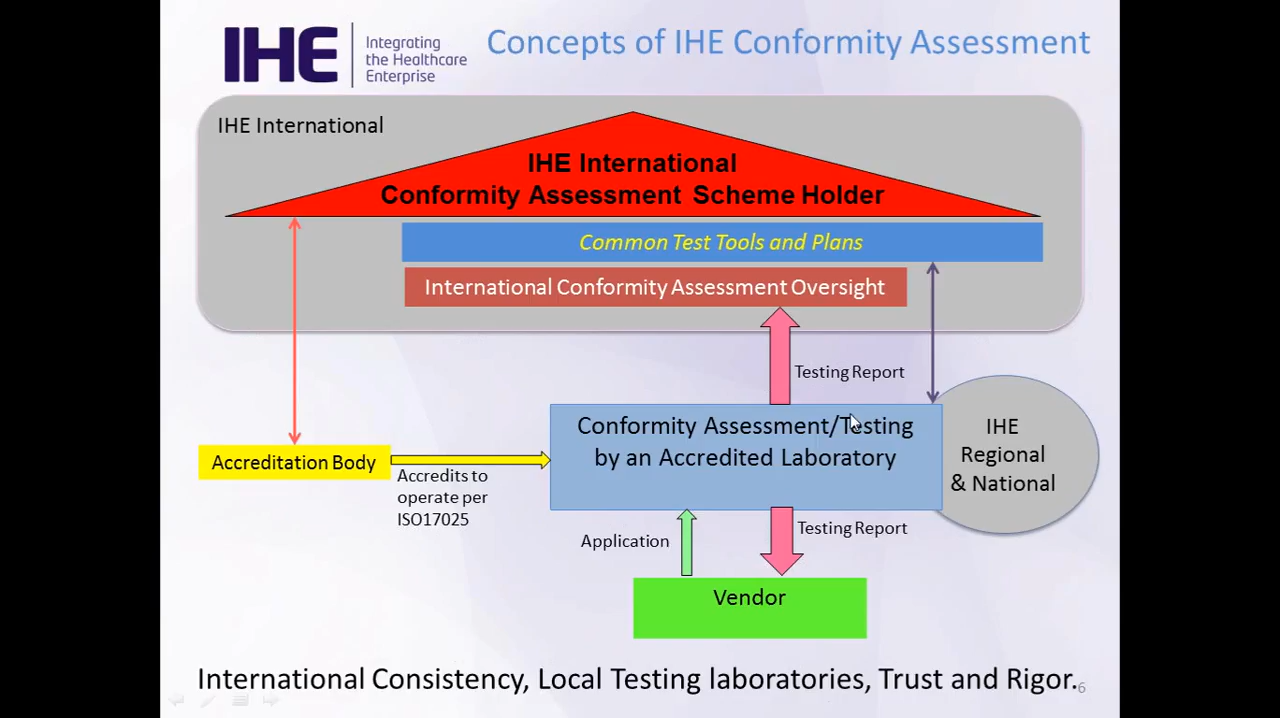 IHE
Integrating
the Healthcare
Enterprise
Concepts of IHE Conformity Assessment
IHE International
IHE International
Conformity Assessment Scheme Holder
Common Test Tools and Plans
International Conformity Assessment Oversight
Testing Report
Conformity Assessment/Testing
by an Accredited Laboratory
IHE
Regional
& National
Accreditation Body
Accredits to
operate per
ISO17025
Application
Testing Report
Vendor
International Consistency, Local Testing laboratories, Trust and Rigor.
6